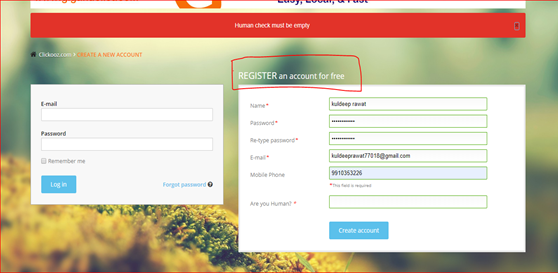 Easy, Local, & Fast
Human check must be empty
Clickooz.com > CREATE A NEW ACCOUNT
REGISTER an account for free
E-mail
Password
Remember me
Log in
Forgot password
Name *
kuldeep rawat
Password *
••••••••••••
Re-type password *
••••••••••••
E-mail *
kuldeeprawat77018@gmail.com
Mobile Phone
9910353226
*This field is required
Are you Human? *
Create account